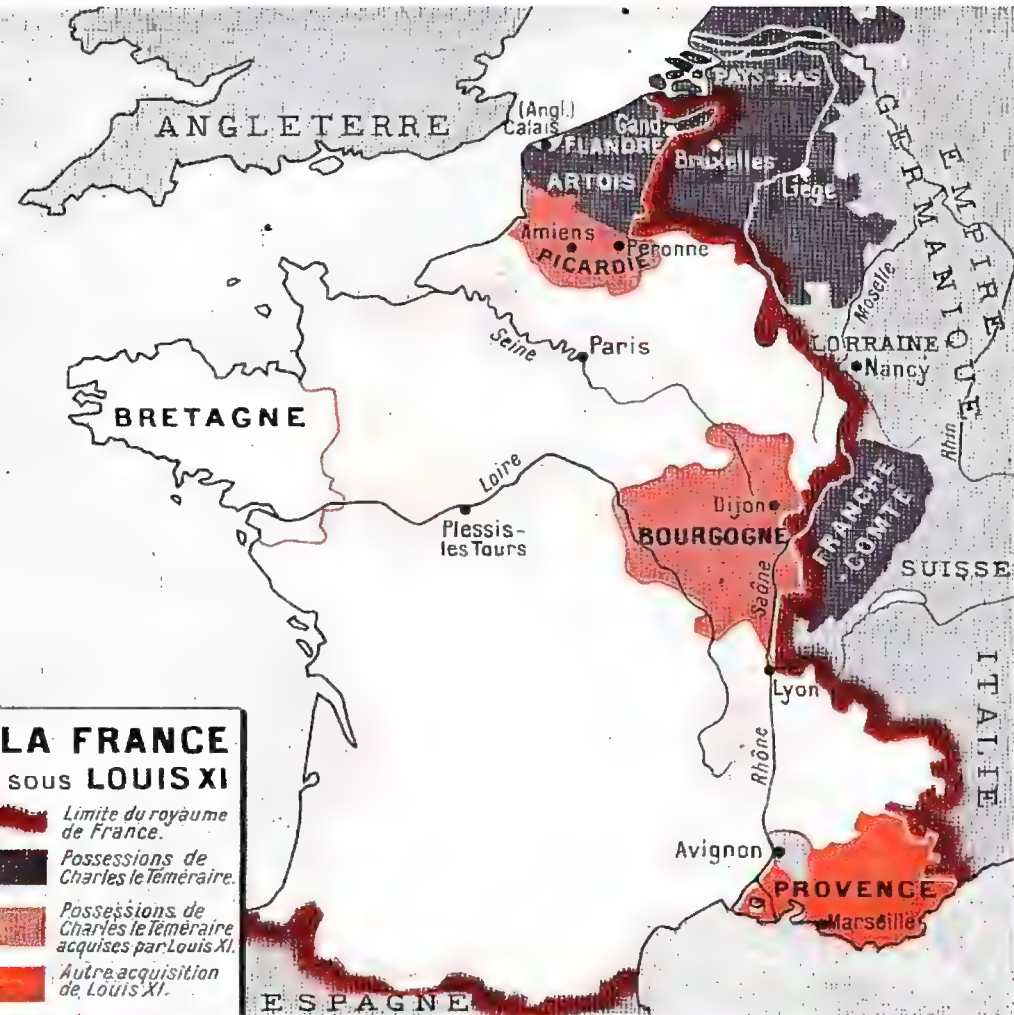 ANGLETERRE
(Angl.)
Calais
PAYS-BAS
Gand
FLANDRE
Bruxelles
ARTOIS
Liège
EMPIRE
GERMANIQUE
Amiens
Péronne
PICARDIE
Moselle
Seine
Paris
LORRAINE
Nancy
BRETAGNE
Rhin
Loire
Plessis-
les Tours
Dijon
BOURGOGNE
FRANCHE
COMTÉ
SUISSE
Saône
Lyon
ITALIE
Rhône
Avignon
PROVENCE
Marseille
ESPAGNE
LA FRANCE
SOUS LOUIS XI
Limite du royaume
de France.
Possessions de
Charles le Téméraire.
Possessions de
Charles le Téméraire
acquises par Louis XI.
Autre acquisition
de Louis XI.